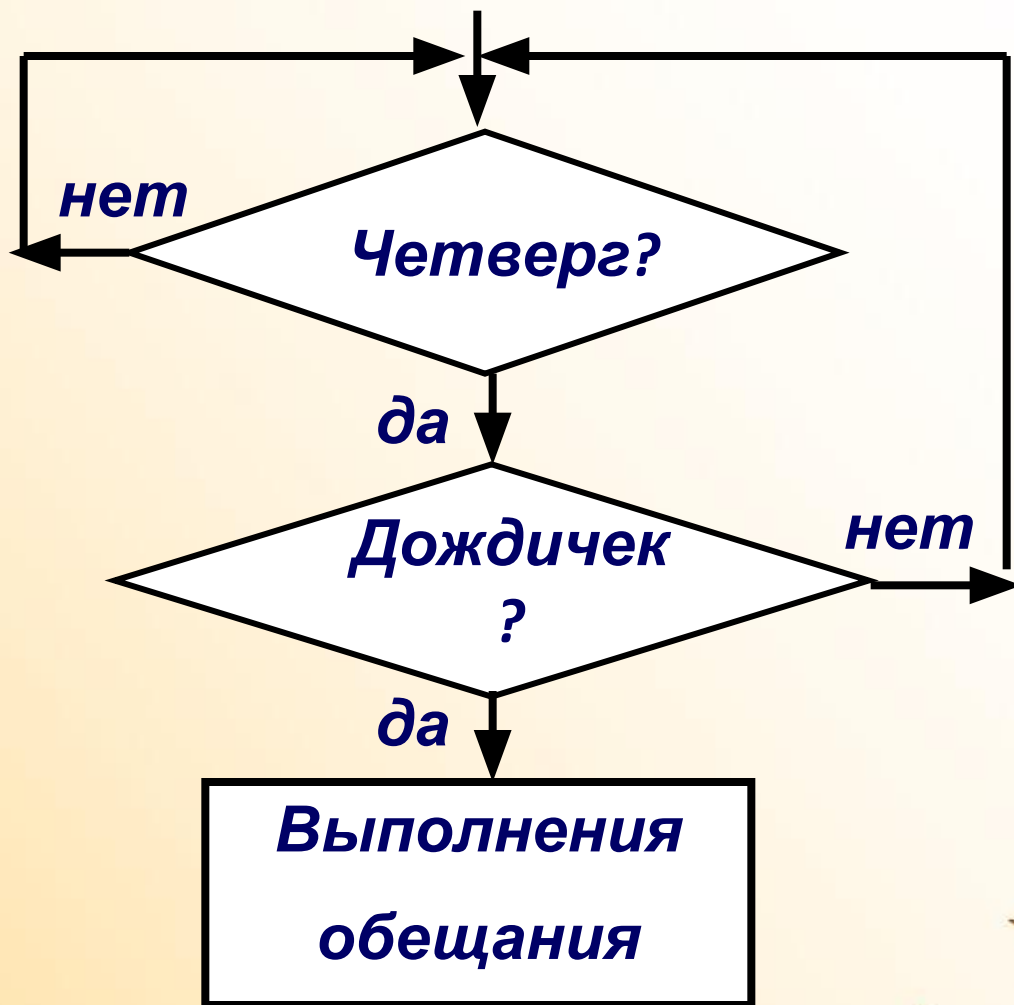 нет
Четверг?
да
Дождичек
?
нет
да
Выполнения
обещания